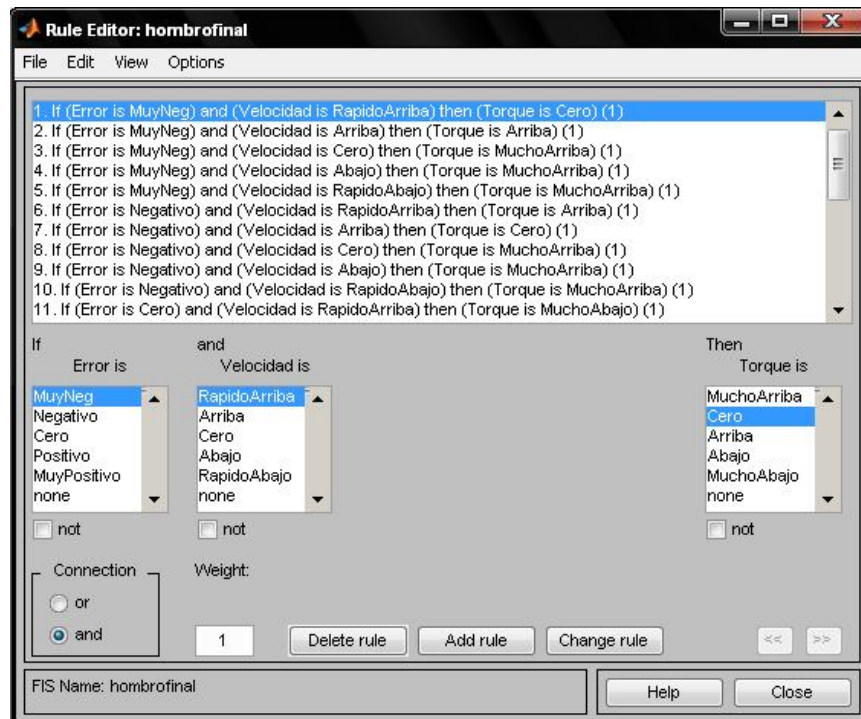 Rule Editor: hombrofinal
File Edit View Options
1. If (Error is MuyNeg) and (Velocidad is RapidoArriba) then (Torque is Cero) (1)
2. If (Error is MuyNeg) and (Velocidad is Arriba) then (Torque is Arriba) (1)
3. If (Error is MuyNeg) and (Velocidad is Cero) then (Torque is MuchoArriba) (1)
4. If (Error is MuyNeg) and (Velocidad is Abajo) then (Torque is MuchoArriba) (1)
5. If (Error is MuyNeg) and (Velocidad is RapidoAbajo) then (Torque is MuchoArriba) (1)
6. If (Error is Negativo) and (Velocidad is RapidoArriba) then (Torque is Arriba) (1)
7. If (Error is Negativo) and (Velocidad is Arriba) then (Torque is Cero) (1)
8. If (Error is Negativo) and (Velocidad is Cero) then (Torque is MuchoArriba) (1)
9. If (Error is Negativo) and (Velocidad is Abajo) then (Torque is MuchoArriba) (1)
10. If (Error is Negativo) and (Velocidad is RapidoAbajo) then (Torque is MuchoArriba) (1)
11. If (Error is Cero) and (Velocidad is RapidoArriba) then (Torque is MuchoAbajo) (1)
If and Then
Error is Velocidad is Torque is
MuyNeg RapidoArriba MuchoArriba
Negativo Arriba Cero
Cero Cero Arriba
Positivo Abajo Abajo
MuyPositivo RapidoAbajo MuchoAbajo
none none none
not not not
Connection Weight:
or
and 1 Delete rule Add rule Change rule << >>
FIS Name: hombrofinal Help Close